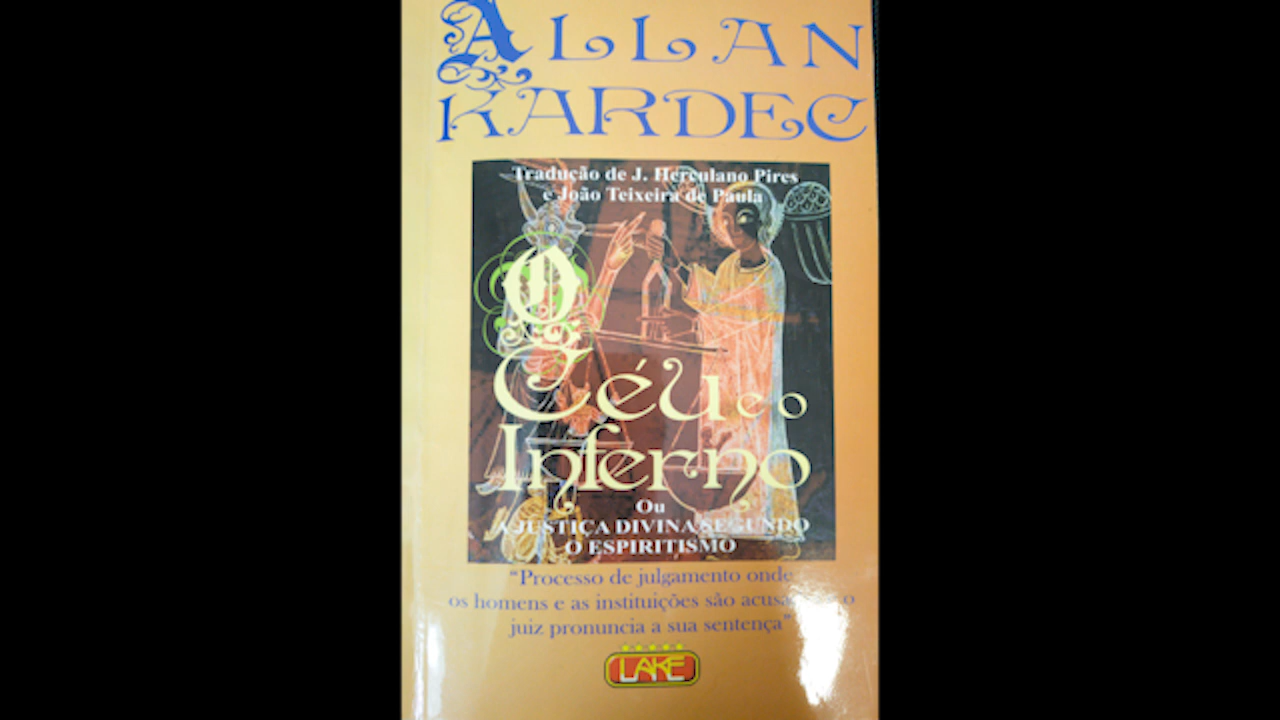 ALLAN
KARDEC
Tradução de J. Herculano Pires
e João Teixeira de Paula
O
Céu e o
Inferno
Ou
A JUSTIÇA DIVINA SEGUNDO
O ESPIRITISMO
“Processo de julgamento onde
os homens e as instituições são o
juiz pronuncia a sua sentença”
LAKE